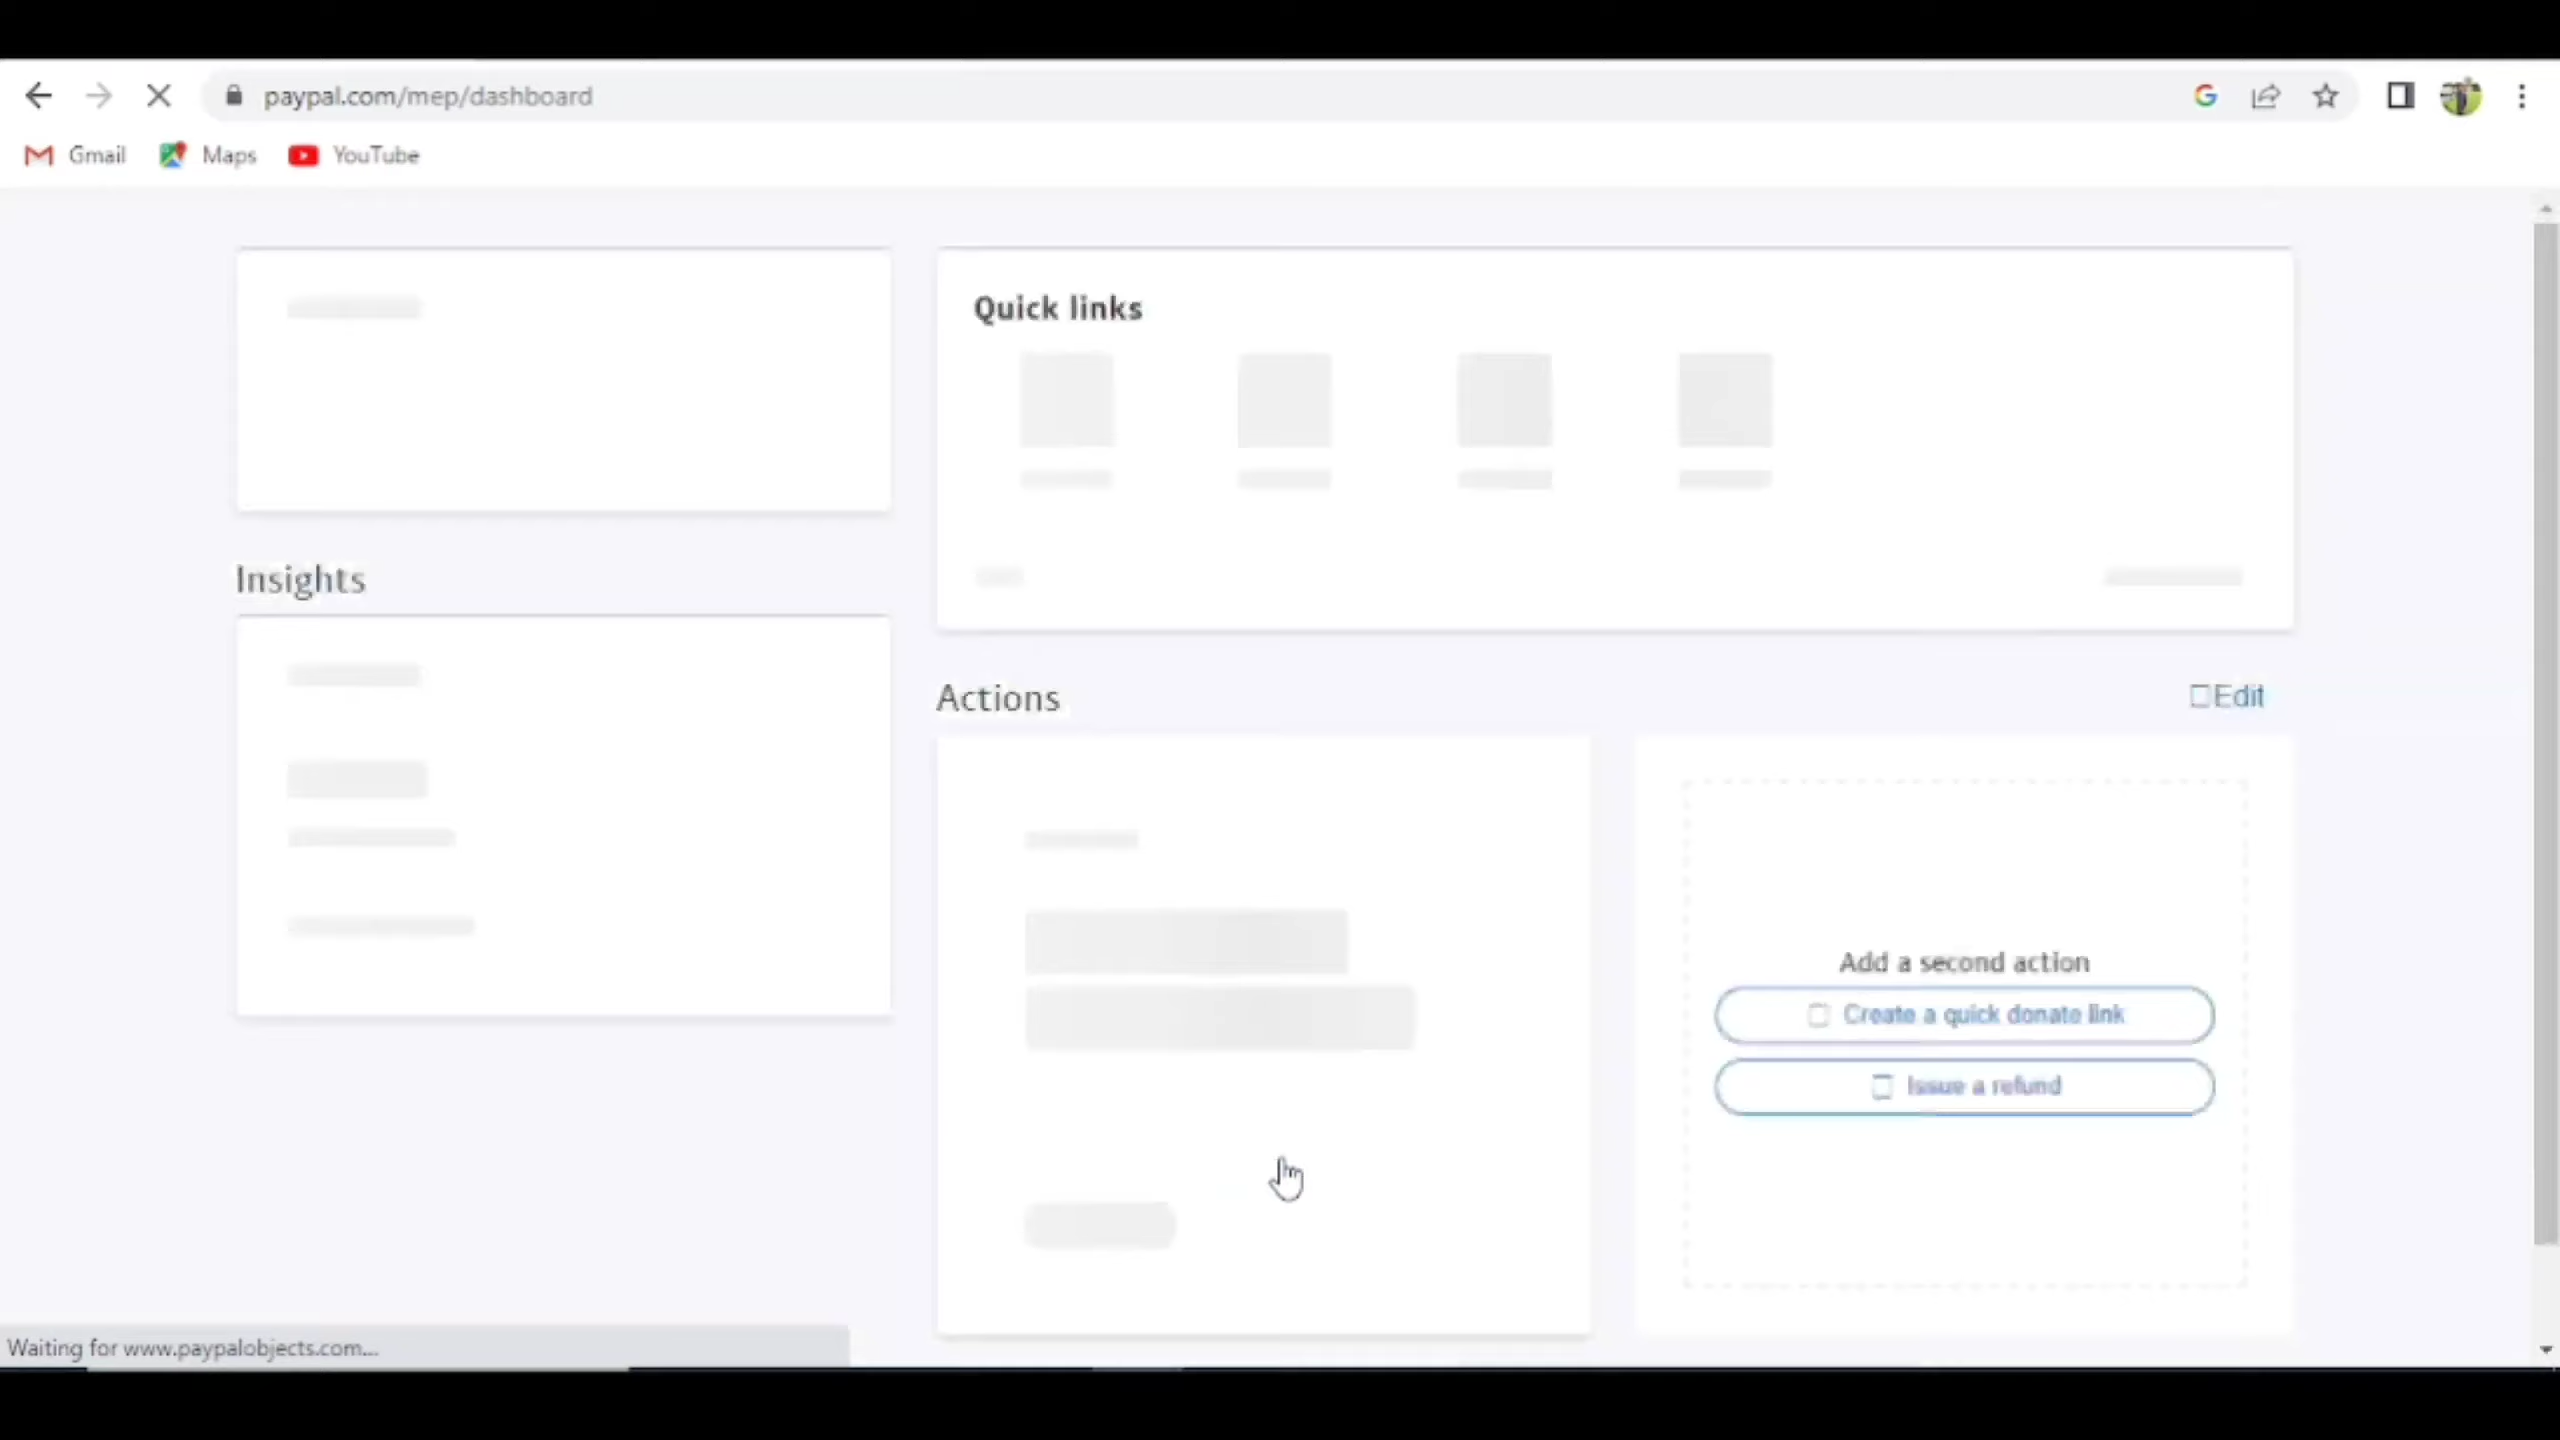 paypal.com/mep/dashboard
Gmail Maps YouTube
Quick links
Insights
Actions
Edit
Add a second action
Create a quick donate link
Issue a refund
Waiting for www.paypalobjects.com...